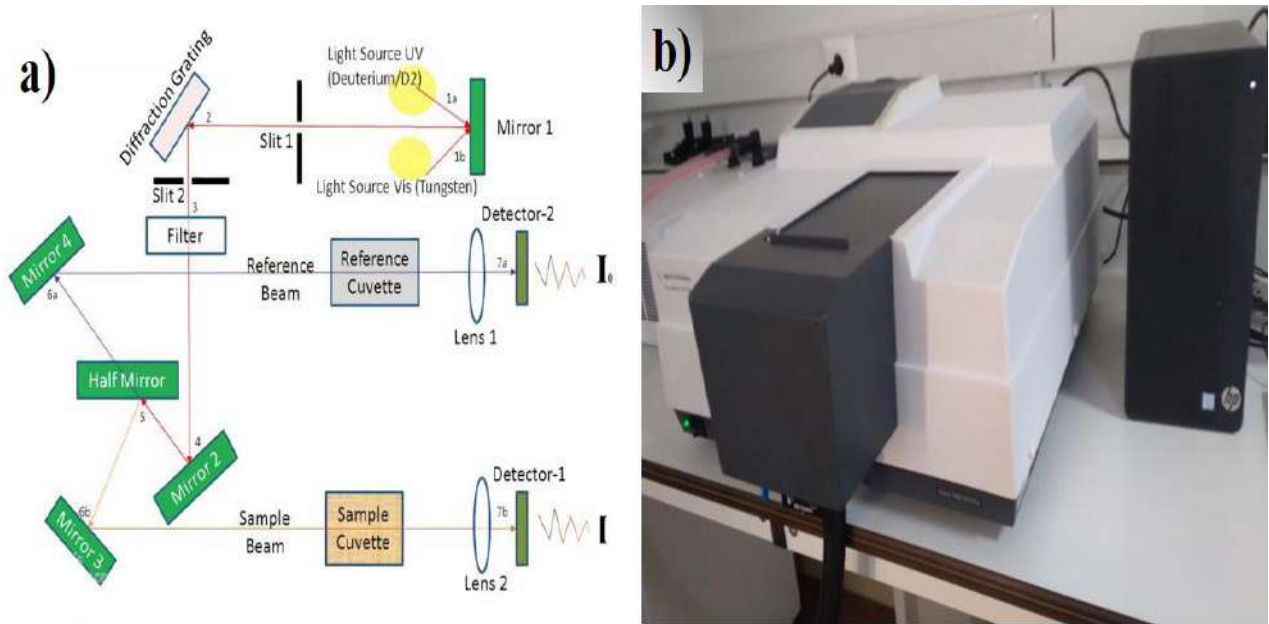 a)
Light Source UV
(Deuterium/D2)
Diffraction Grating
1a
2
Slit 1
Mirror 1
1b
Light Source Vis (Tungsten)
Slit 2
3
Filter
Detector-2
Mirror 4
6a
Reference
Beam
Reference
Cuvette
7a
I₀
Lens 1
Half Mirror
5
4
Mirror 2
Detector-1
6b
Mirror 3
Sample
Beam
Sample
Cuvette
7b
I
Lens 2
b)
hp